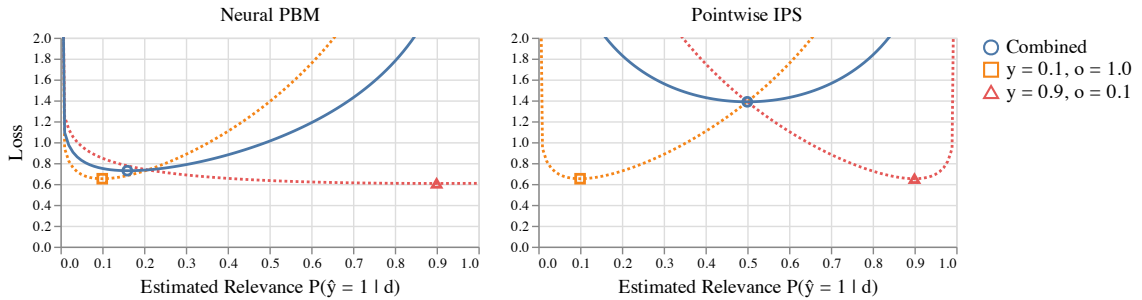 Neural PBM
Pointwise IPS
Loss
2.0
1.8
1.6
1.4
1.2
1.0
0.8
0.6
0.4
0.2
0.0
0.0 0.1 0.2 0.3 0.4 0.5 0.6 0.7 0.8 0.9 1.0
Estimated Relevance P(ŷ = 1 | d)
2.0
1.8
1.6
1.4
1.2
1.0
0.8
0.6
0.4
0.2
0.0
0.0 0.1 0.2 0.3 0.4 0.5 0.6 0.7 0.8 0.9 1.0
Estimated Relevance P(ŷ = 1 | d)
Combined
y = 0.1, o = 1.0
y = 0.9, o = 0.1